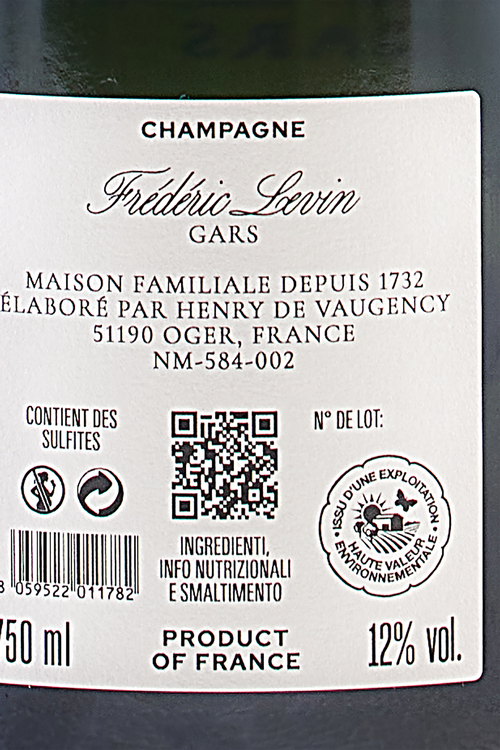 CHAMPAGNE
Frédéric Lœvin
GARS
MAISON FAMILIALE DEPUIS 1732
ÉLABORÉ PAR HENRY DE VAUGENCY
51190 OGER, FRANCE
NM-584-002
CONTIENT DES
SULFITES
N° DE LOT:
ISSU D'UNE EXPLOITATION
HAUTE VALEUR
ENVIRONNEMENTALE
8 059522 011782
INGREDIENTI,
INFO NUTRIZIONALI
E SMALTIMENTO
750 ml
PRODUCT
OF FRANCE
12% vol.